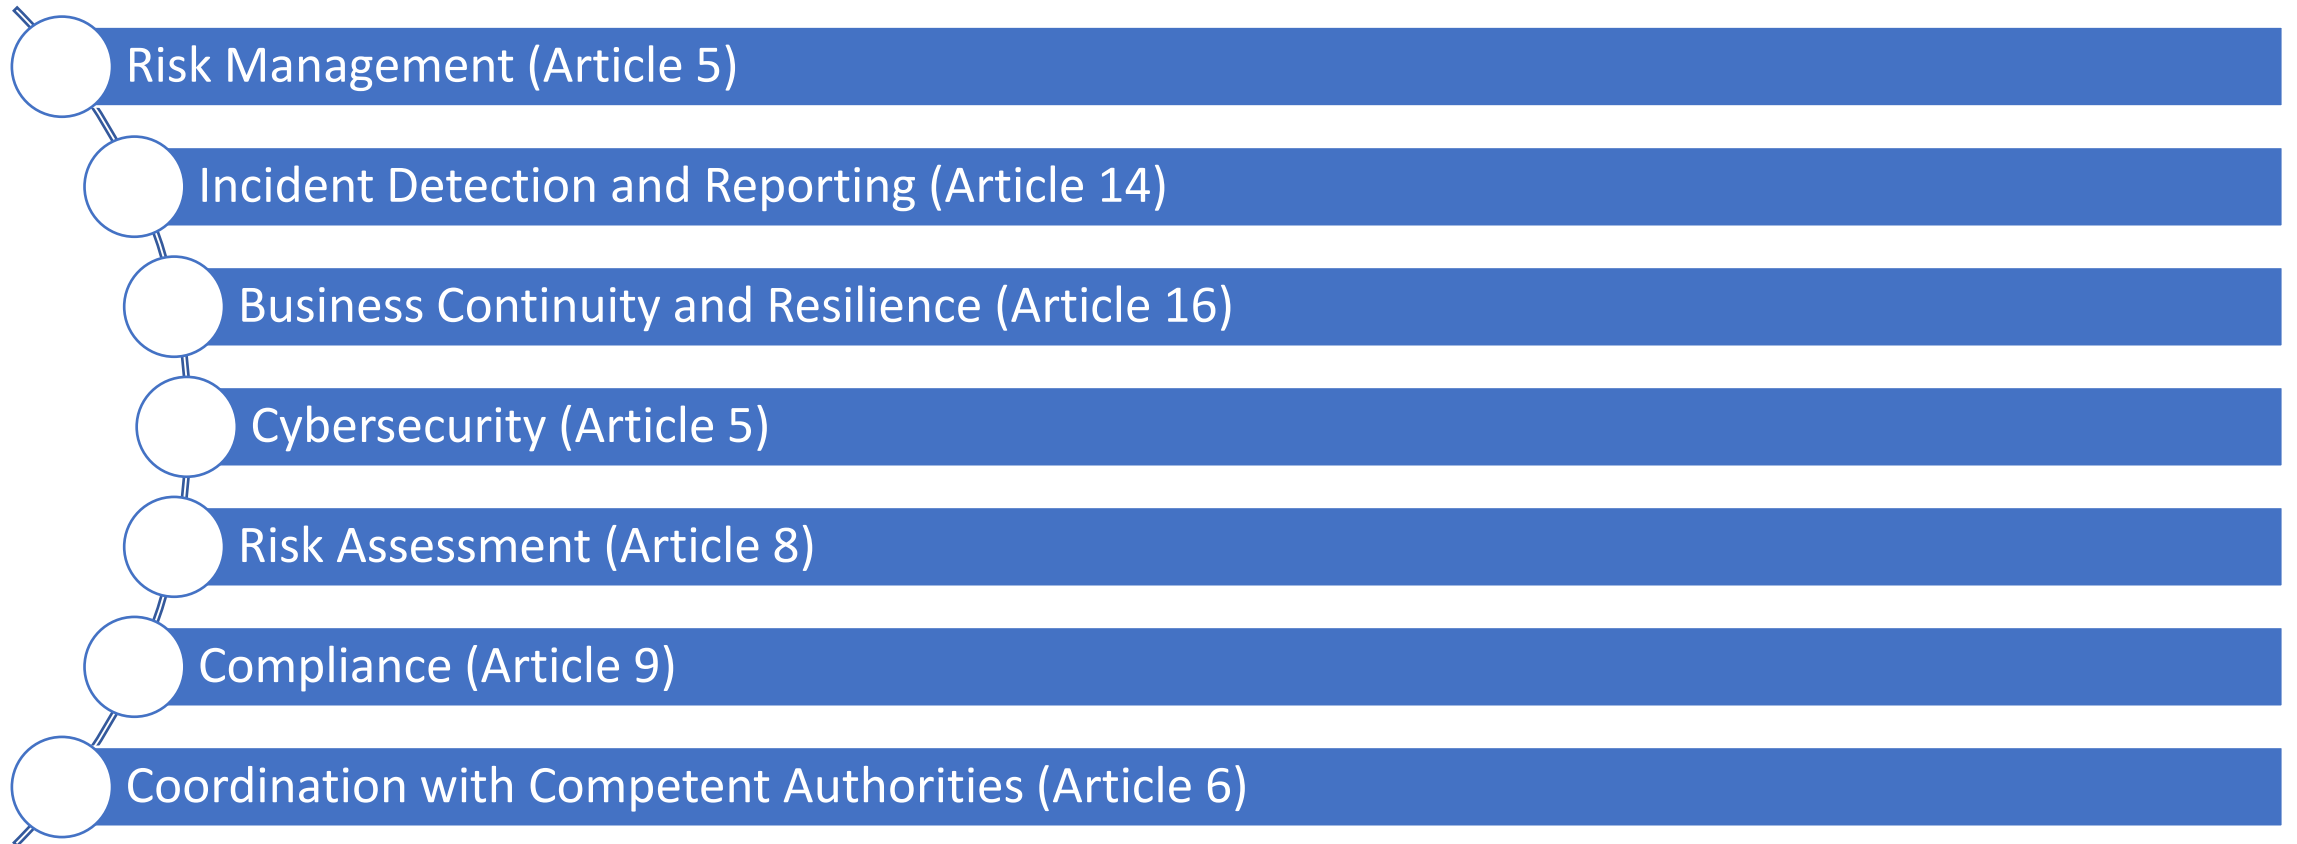 Risk Management (Article 5)
Incident Detection and Reporting (Article 14)
Business Continuity and Resilience (Article 16)
Cybersecurity (Article 5)
Risk Assessment (Article 8)
Compliance (Article 9)
Coordination with Competent Authorities (Article 6)